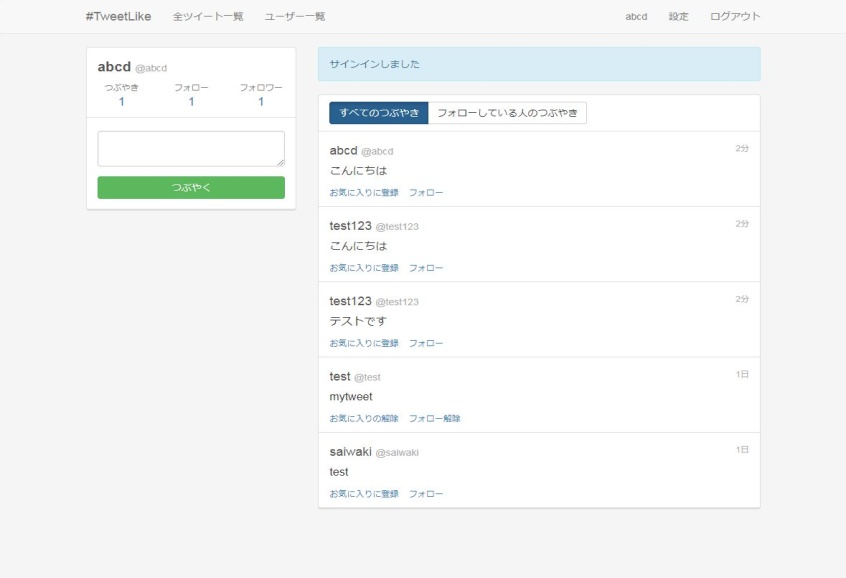 #TweetLike 全ツイート一覧 ユーザー一覧 abcd 設定 ログアウト
abcd @abcd
つぶやき フォロー フォロワー
1 1 1
つぶやく
サインインしました
すべてのつぶやき フォローしている人のつぶやき
abcd @abcd 2分
こんにちは
お気に入りに登録 フォロー
test123 @test123 2分
こんにちは
お気に入りに登録 フォロー
test123 @test123 2分
テストです
お気に入りに登録 フォロー
test @test 1日
mytweet
お気に入りの解除 フォロー解除
saiwaki @saiwaki 1日
test
お気に入りに登録 フォロー